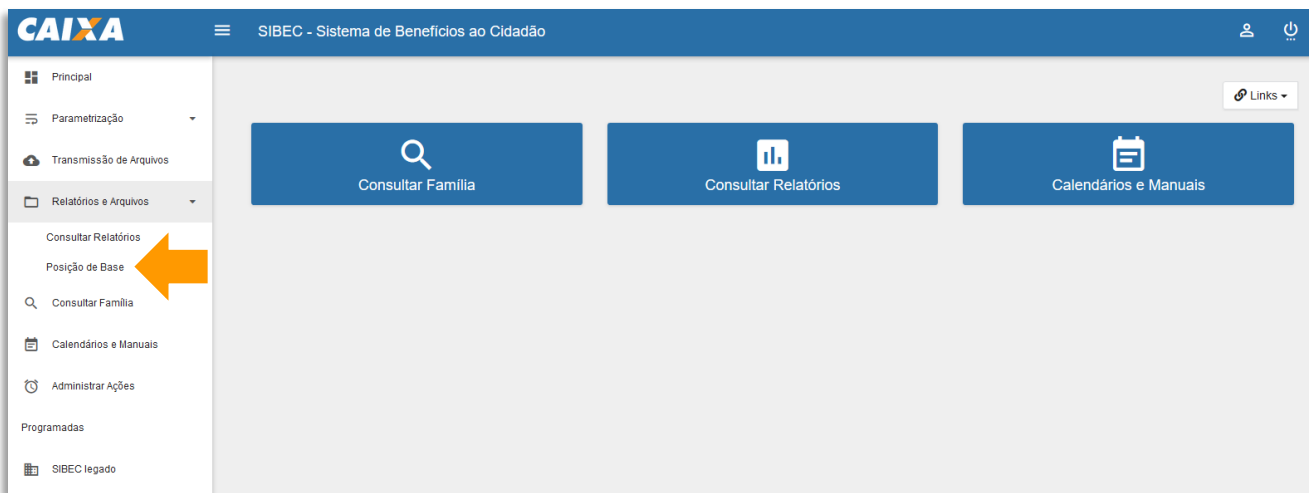 CAIXA
SIBEC - Sistema de Benefícios ao Cidadão
Principal
Parametrização
Transmissão de Arquivos
Relatórios e Arquivos
Consultar Relatórios
Posição de Base
Consultar Família
Calendários e Manuais
Administrar Ações
Programadas
SIBEC legado
Links
Consultar Família
Consultar Relatórios
Calendários e Manuais